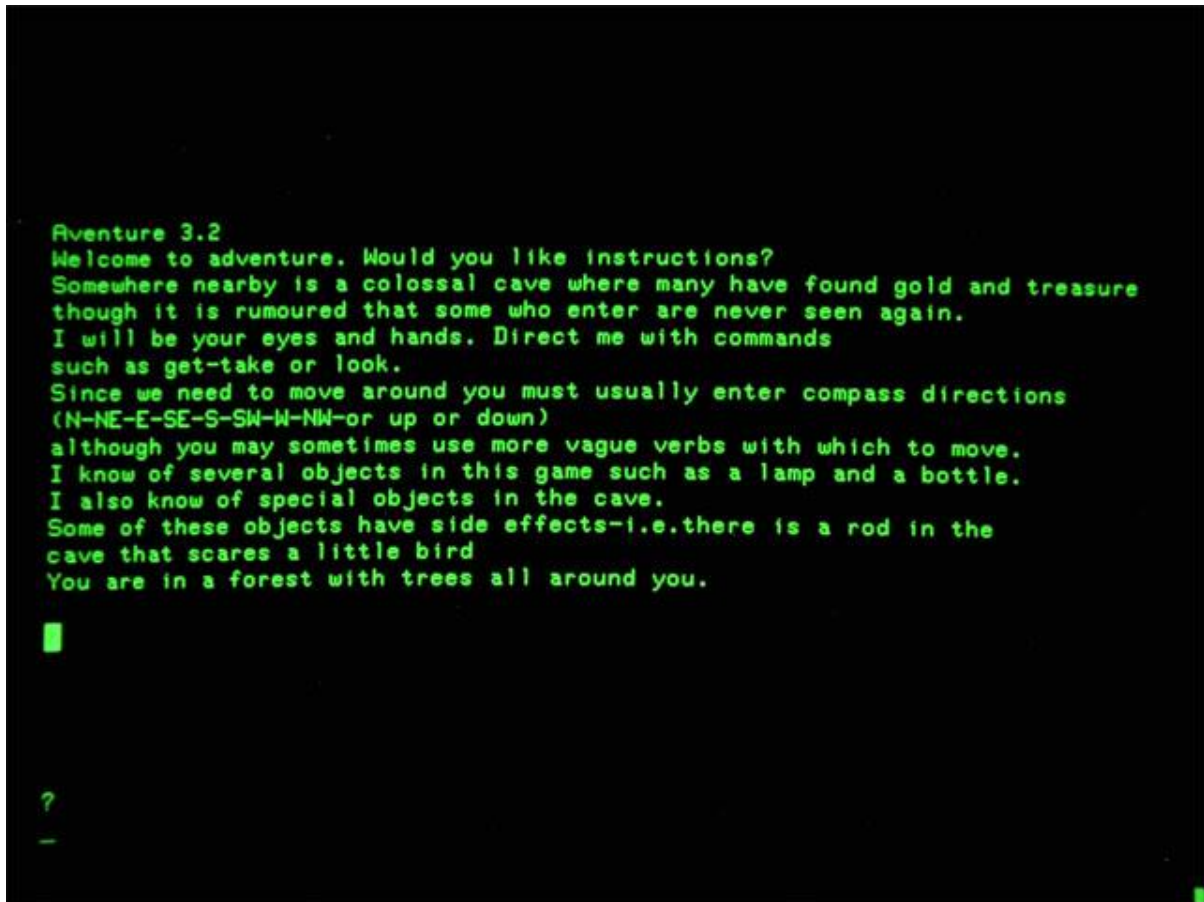 Aventure 3.2
Welcome to adventure. Would you like instructions?
Somewhere nearby is a colossal cave where many have found gold and treasure
though it is rumoured that some who enter are never seen again.
I will be your eyes and hands. Direct me with commands
such as get-take or look.
Since we need to move around you must usually enter compass directions
(N-NE-E-SE-S-SW-W-NW-or up or down)
although you may sometimes use more vague verbs with which to move.
I know of several objects in this game such as a lamp and a bottle.
I also know of special objects in the cave.
Some of these objects have side effects-i.e.there is a rod in the
cave that scares a little bird
You are in a forest with trees all around you.
?